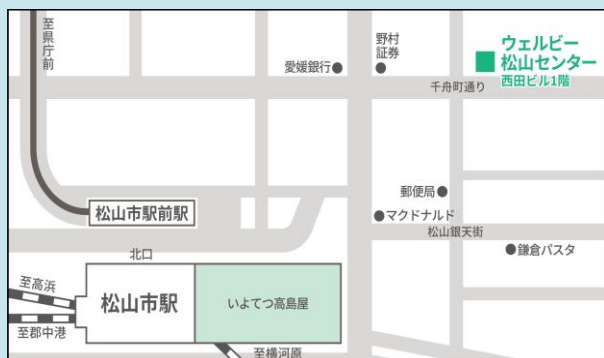 至県庁前
野村
証券
愛媛銀行
ウェルビー
松山センター
西田ビル1階
千舟町通り
郵便局
松山市駅前駅
マクドナルド
松山銀天街
鎌倉パスタ
北口
至高浜
松山市駅
いよてつ高島屋
至郡中港
至横河原